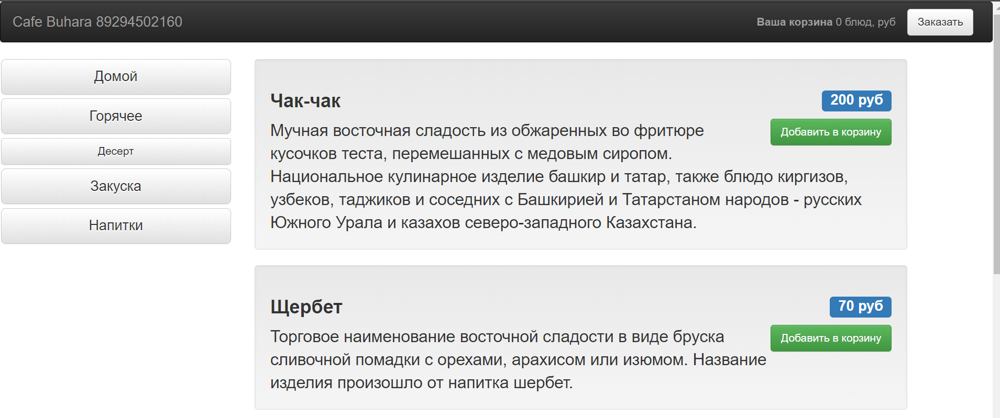 Cafe Buhara 89294502160
Ваша корзина 0 блюд, руб
Заказать
Домой
Горячее
Десерт
Закуска
Напитки
Чак-чак
200 руб
Добавить в корзину
Мучная восточная сладость из обжаренных во фритюре
кусочков теста, перемешанных с медовым сиропом.
Национальное кулинарное изделие башкир и татар, также блюдо киргизов,
узбеков, таджиков и соседних с Башкирией и Татарстаном народов - русских
Южного Урала и казахов северо-западного Казахстана.
Щербет
70 руб
Добавить в корзину
Торговое наименование восточной сладости в виде бруска
сливочной помадки с орехами, арахисом или изюмом. Название
изделия произошло от напитка шербет.